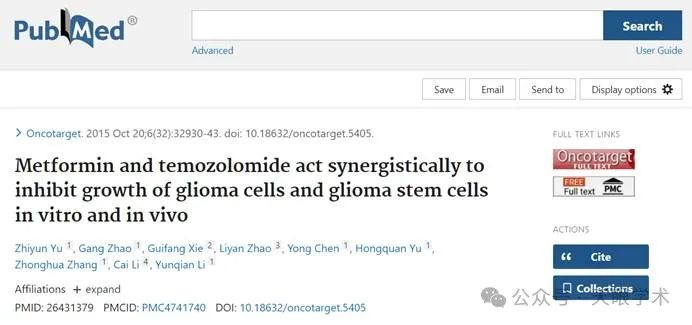 PubMed®
Search
Advanced
User Guide
Save
Email
Send to
Display options
> Oncotarget. 2015 Oct 20;6(32):32930-43. doi: 10.18632/oncotarget.5405.
Metformin and temozolomide act synergistically to
inhibit growth of glioma cells and glioma stem cells
in vitro and in vivo
Zhiyun Yu 1, Gang Zhao 1, Guifang Xie 2, Liyan Zhao 3, Yong Chen 1, Hongquan Yu 1,
Zhonghua Zhang 1, Cai Li 4, Yunqian Li 1
Affiliations + expand
PMID: 26431379 PMCID: PMC4741740 DOI: 10.18632/oncotarget.5405
FULL TEXT LINKS
Oncotarget
FULL TEXT
FREE
Full text PMC
ACTIONS
Cite
Collections
公众号·天眼学术